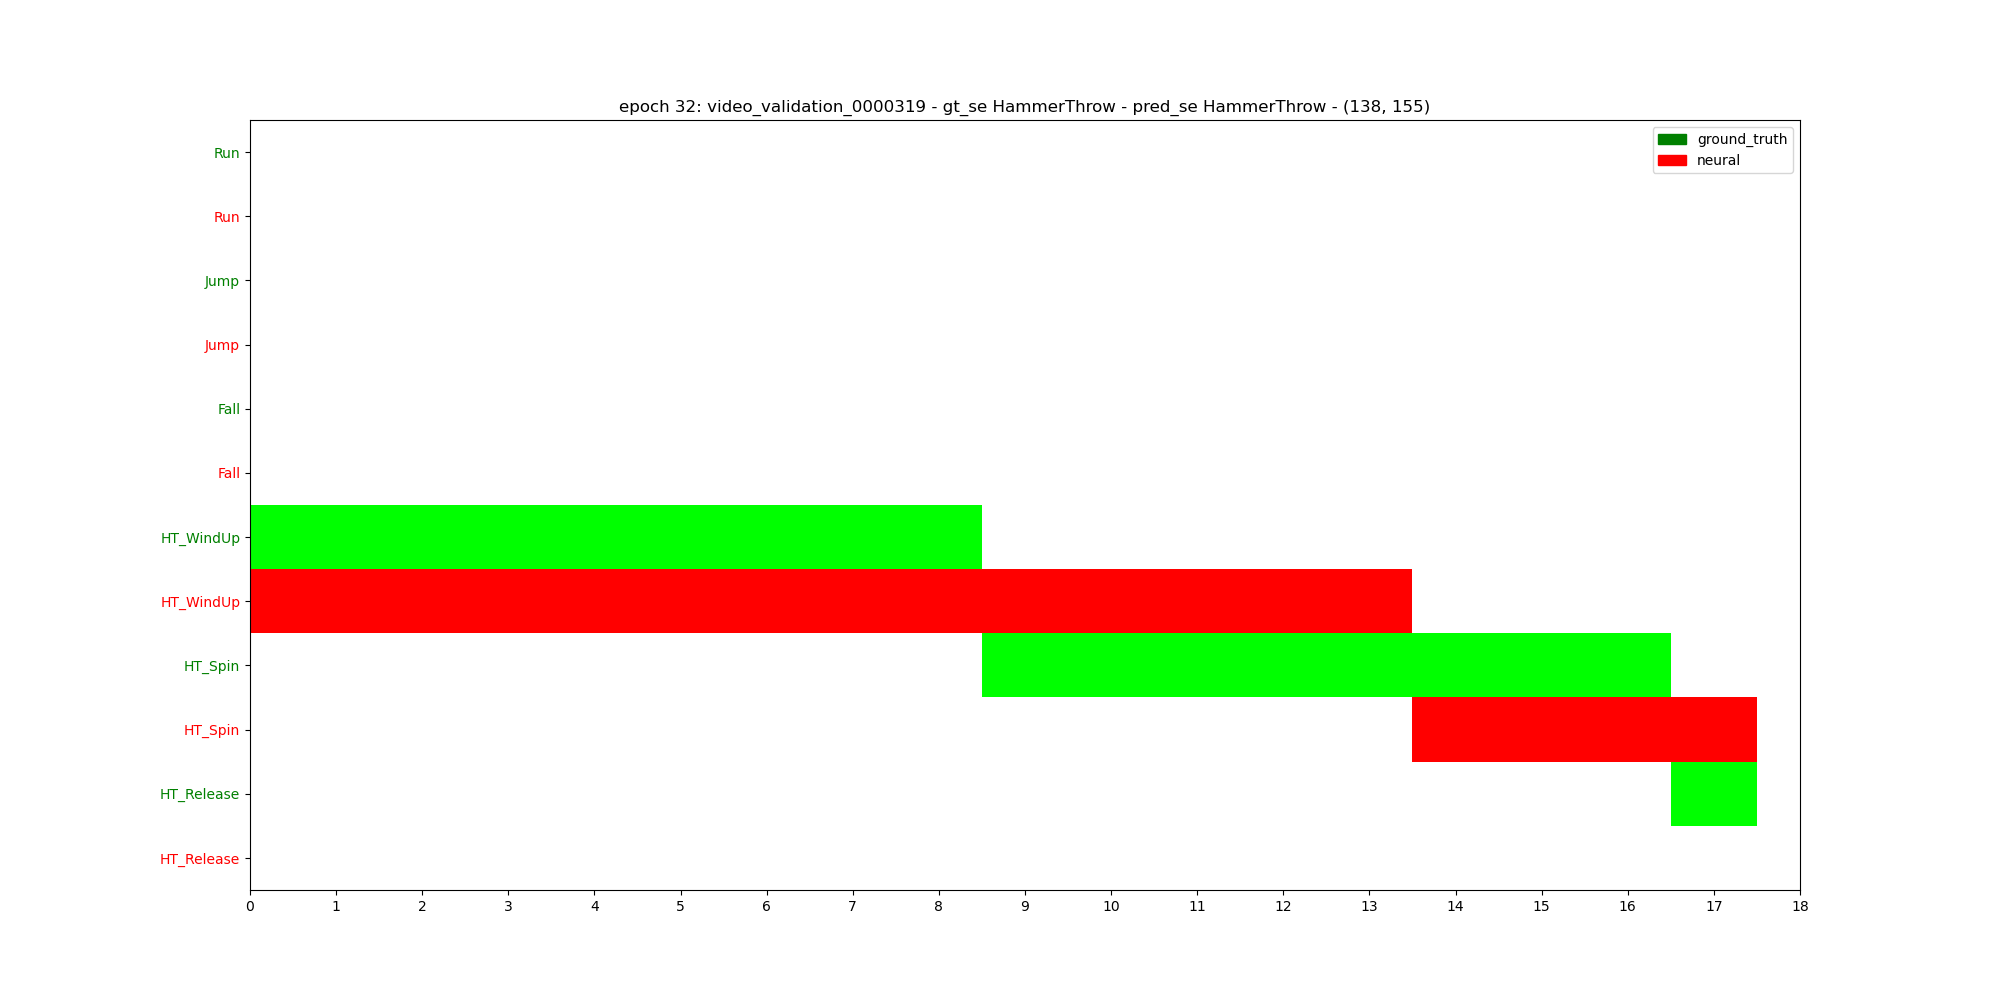 epoch 32: video_validation_0000319 - gt_se HammerThrow - pred_se HammerThrow - (138, 155)
ground_truth
neural
Run
Run
Jump
Jump
Fall
Fall
HT_WindUp
HT_WindUp
HT_Spin
HT_Spin
HT_Release
HT_Release
0 1 2 3 4 5 6 7 8 9 10 11 12 13 14 15 16 17 18